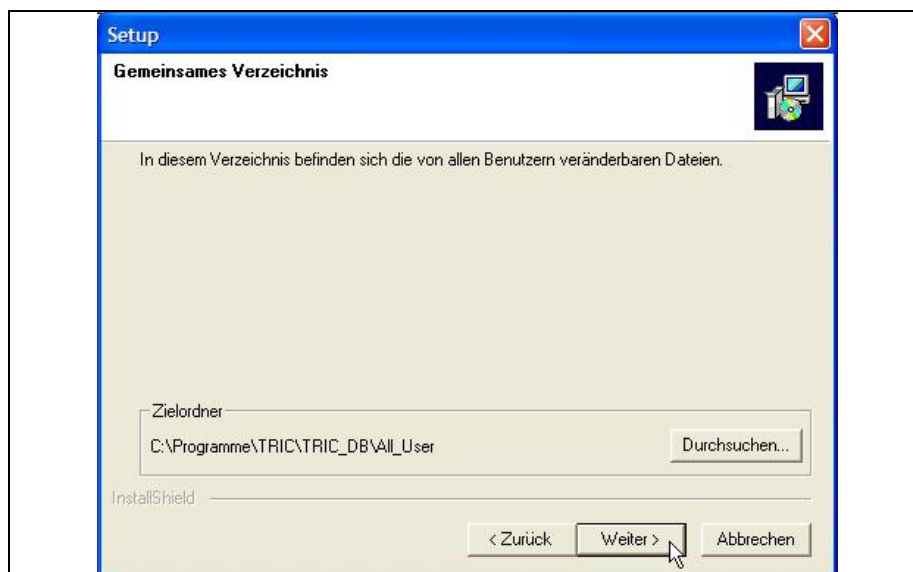 Setup
Gemeinsames Verzeichnis
In diesem Verzeichnis befinden sich die von allen Benutzern veränderbaren Dateien.
Zielordner
C:\Programme\TRIC\TRIC_DB\All_User
Durchsuchen...
InstallShield
< Zurück
Weiter >
Abbrechen